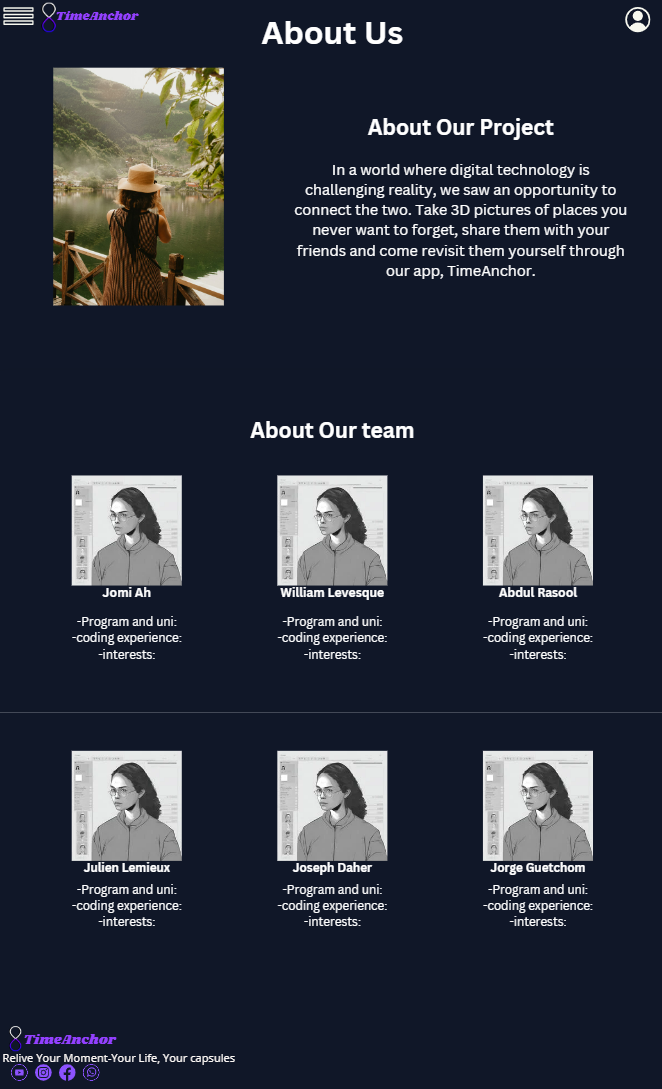 TimeAnchor
About Us
About Our Project
In a world where digital technology is
challenging reality, we saw an opportunity to
connect the two. Take 3D pictures of places you
never want to forget, share them with your
friends and come revisit them yourself through
our app, TimeAnchor.
About Our team
Jomi Ah
-Program and uni:
-coding experience:
-interests:
William Levesque
-Program and uni:
-coding experience:
-interests:
Abdul Rasool
-Program and uni:
-coding experience:
-interests:
Julien Lemieux
-Program and uni:
-coding experience:
-interests:
Joseph Daher
-Program and uni:
-coding experience:
-interests:
Jorge Guetchom
-Program and uni:
-coding experience:
-interests:
TimeAnchor
Relive Your Moment-Your Life, Your capsules